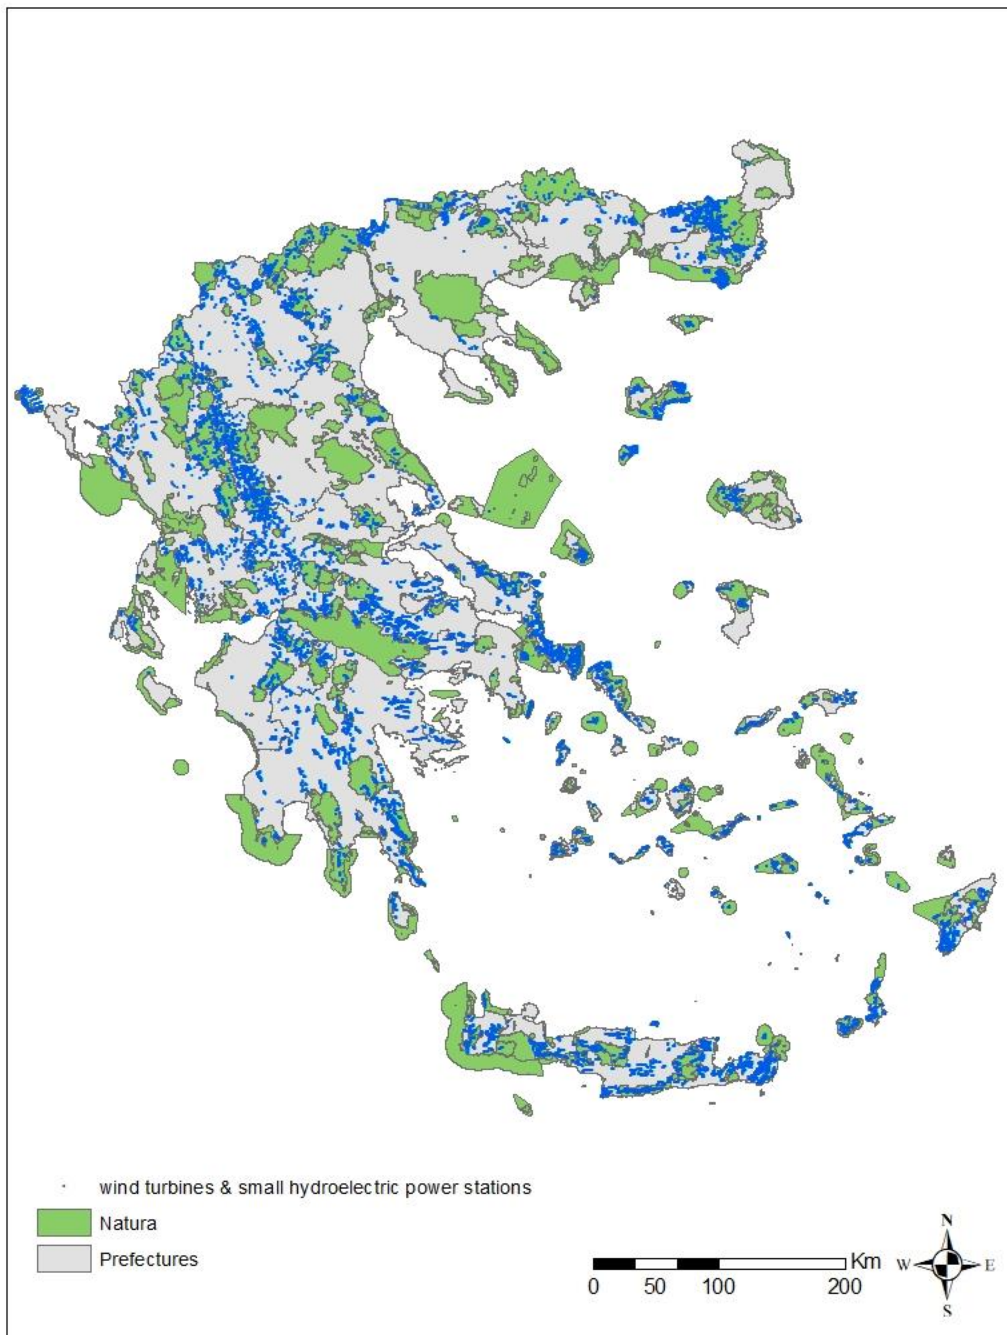 wind turbines & small hydroelectric power stations
Natura
Prefectures
Km
0 50 100 200
N
W E
S